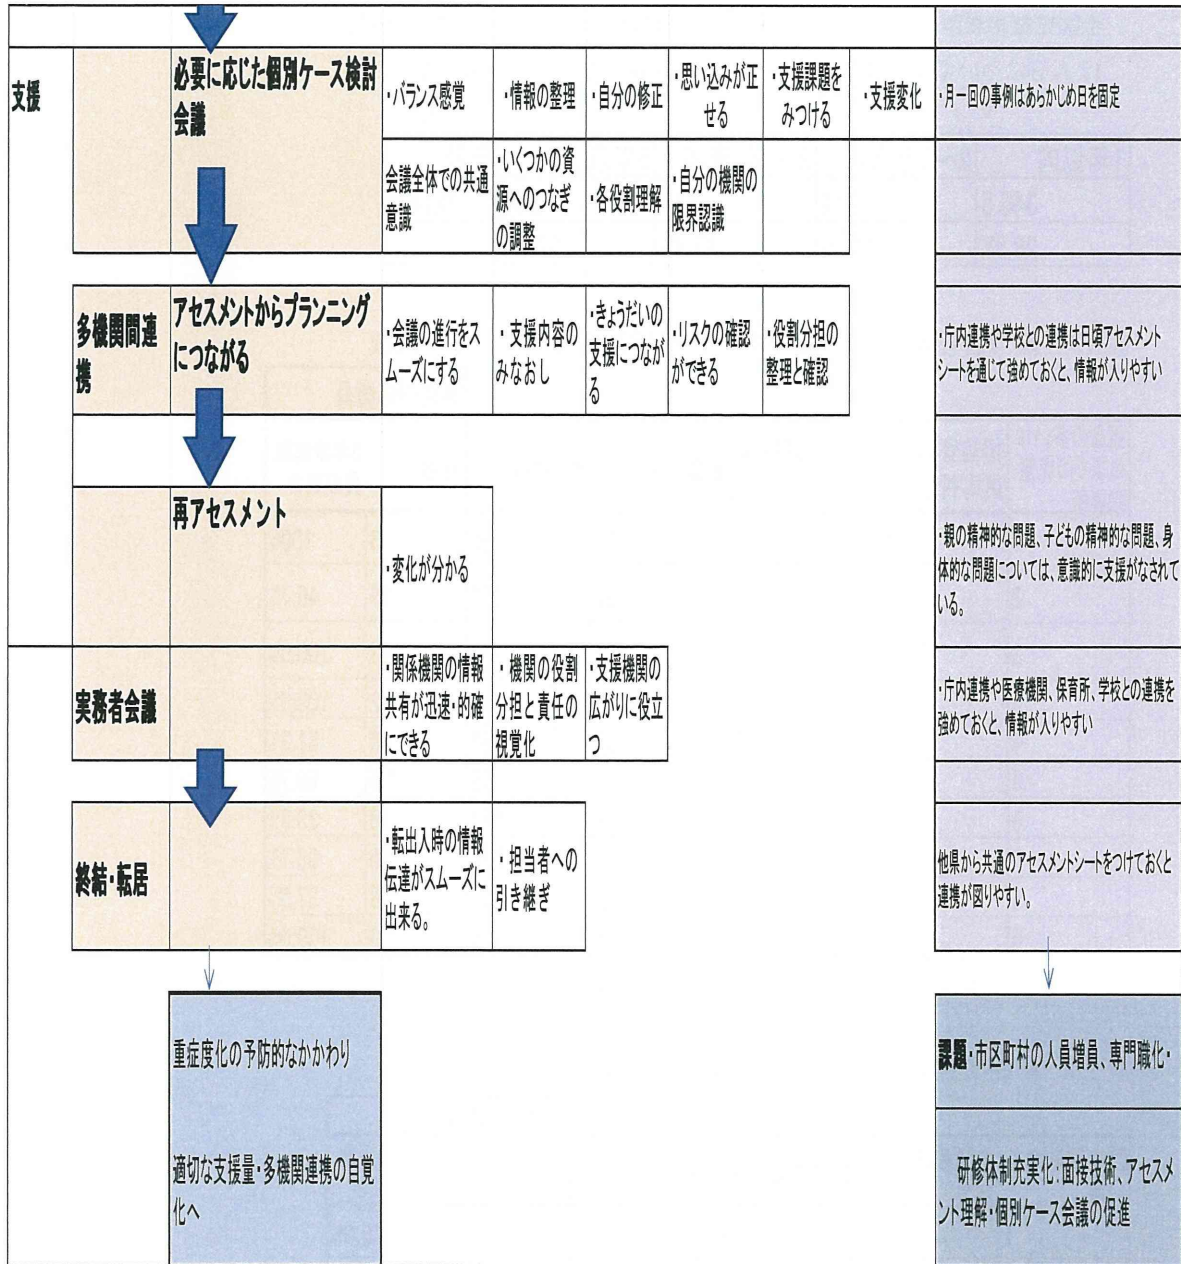 支援
必要に応じた個別ケース検討
会議
・バランス感覚
・情報の整理
・自分の修正
・思い込みが正
せる
・支援課題を
みつける
・支援変化
・月一回の事例はあらかじめ日を固定
会議全体での共通
意識
・いくつかの資
源へのつなぎ
の調整
・各役割理解
・自分の機関の
限界認識
多機関間連
携
アセスメントからプランニング
につながる
・会議の進行をス
ムーズにする
・支援内容の
みなおし
・きょうだいの
支援につなが
る
・リスクの確認
ができる
・役割分担の
整理と確認
・庁内連携や学校との連携は日頃アセスメント
シートを通じて強めておくと、情報が入りやすい
再アセスメント
・変化が分かる
・親の精神的な問題、子どもの精神的な問題、身
体的な問題については、意識的に支援がなされて
いる。
実務者会議
・関係機関の情報
共有が迅速・的確
にできる
・機関の役割
分担と責任の
視覚化
・支援機関の
広がりに役立
つ
・庁内連携や医療機関、保育所、学校との連携を
強めておくと、情報が入りやすい
終結・転居
・転出入時の情報
伝達がスムーズに
出来る。
・担当者への
引き継ぎ
他県から共通のアセスメントシートをつけておくと
連携が図りやすい。
重症度化の予防的なかかわり
適切な支援量・多機関連携の自覚
化へ
課題・市区町村の人員増員、専門職化・
研修体制充実化：面接技術、アセスメ
ント理解・個別ケース会議の促進